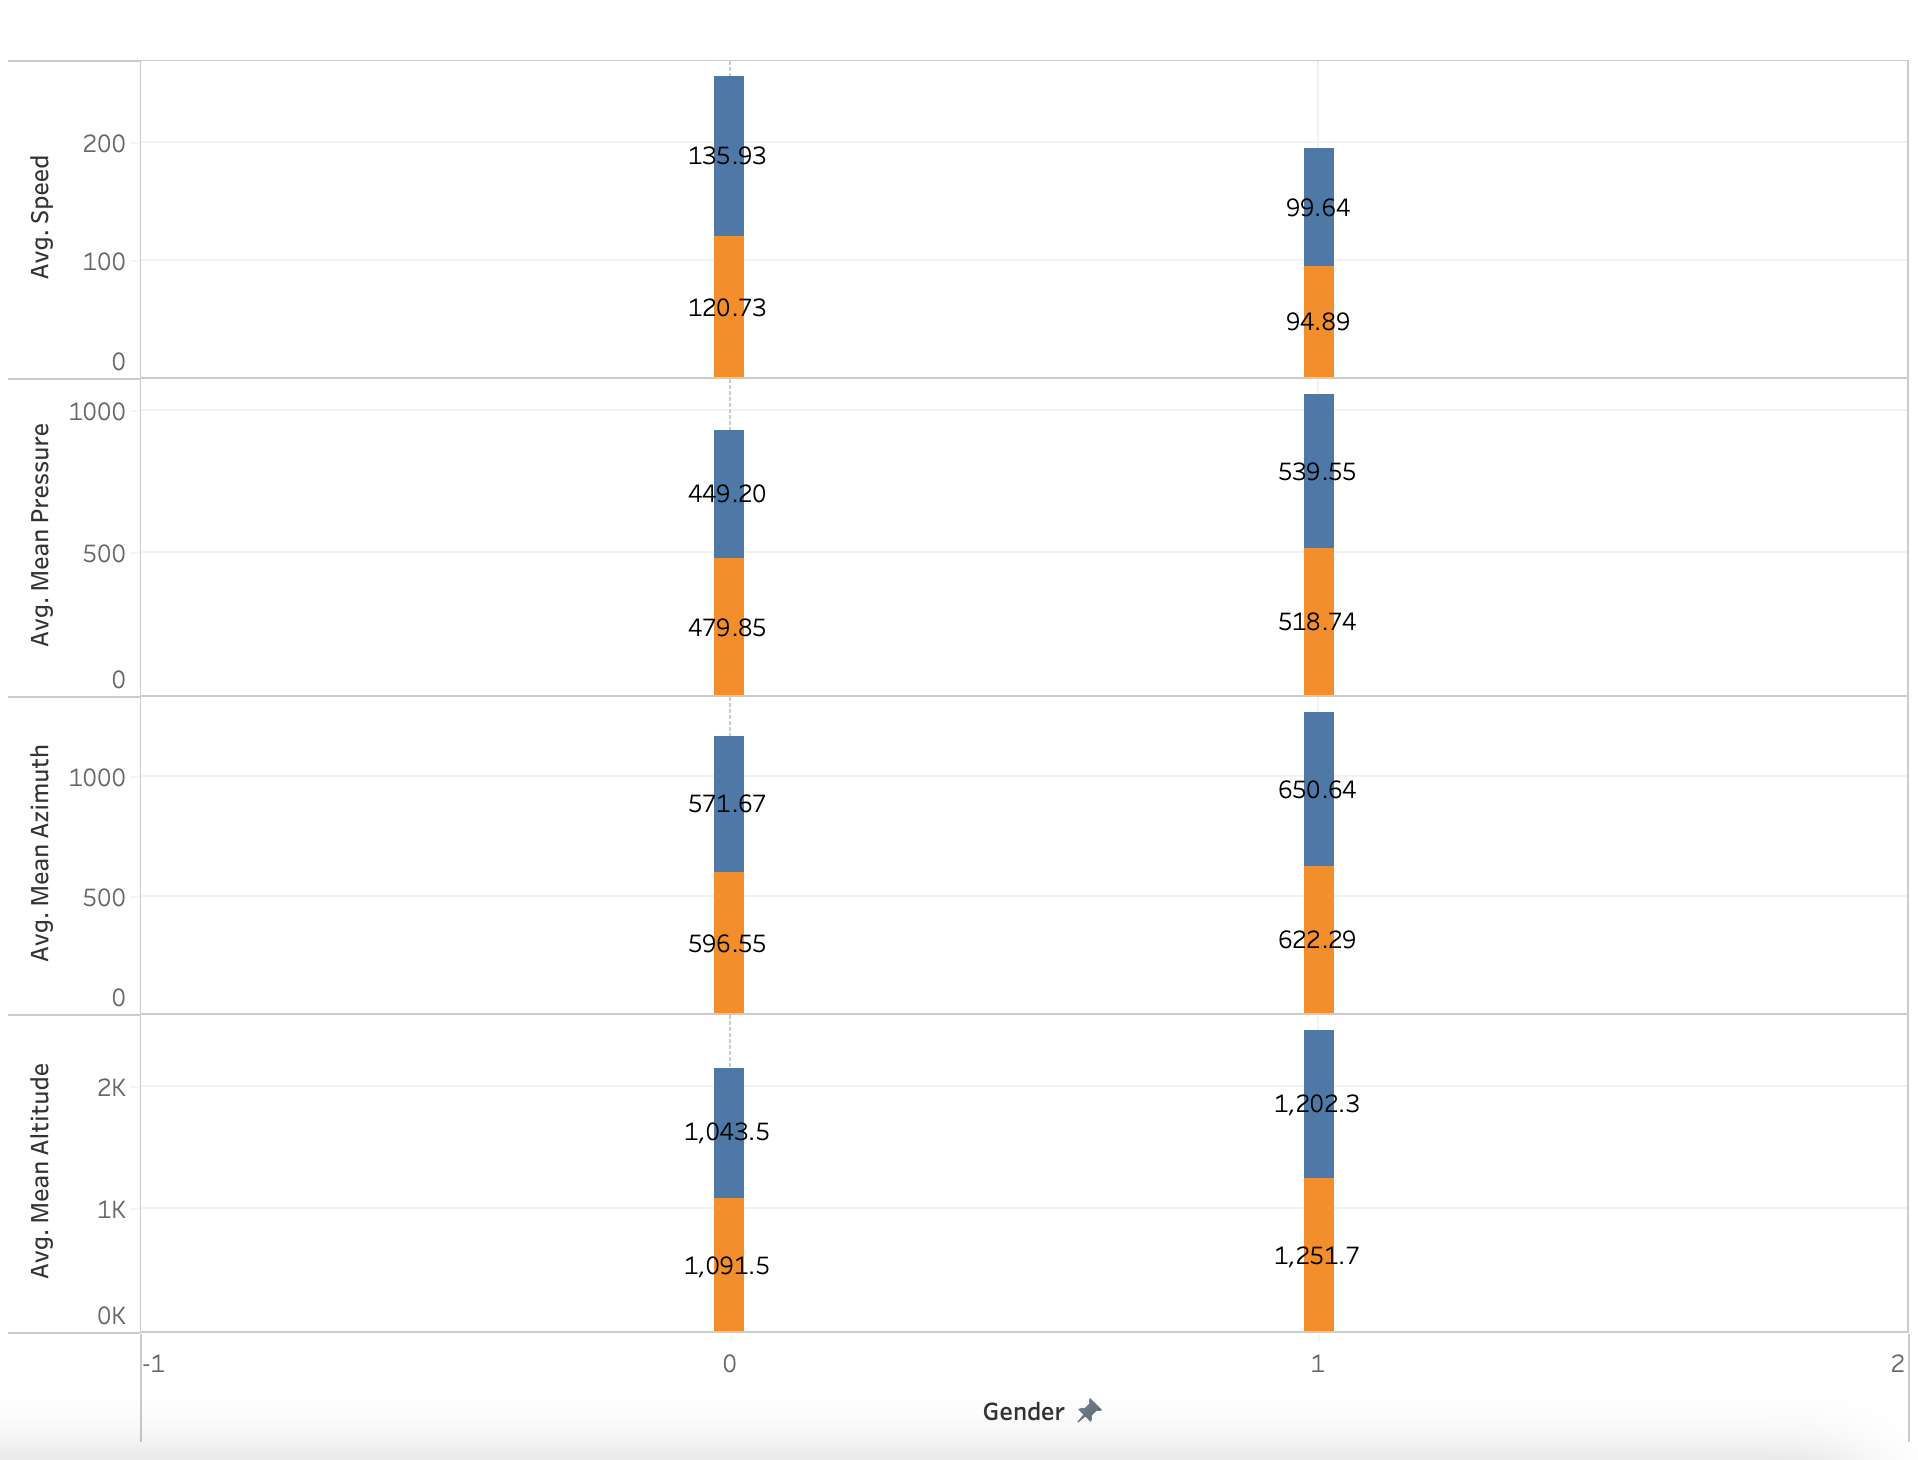 Avg. Speed
200
100
0
135.93
120.73
99.64
94.89
Avg. Mean Pressure
1000
500
0
449.20
479.85
539.55
518.74
Avg. Mean Azimuth
1000
500
0
571.67
596.55
650.64
622.29
Avg. Mean Altitude
2K
1K
0K
1,043.5
1,091.5
1,202.3
1,251.7
-1 0 1 2
Gender